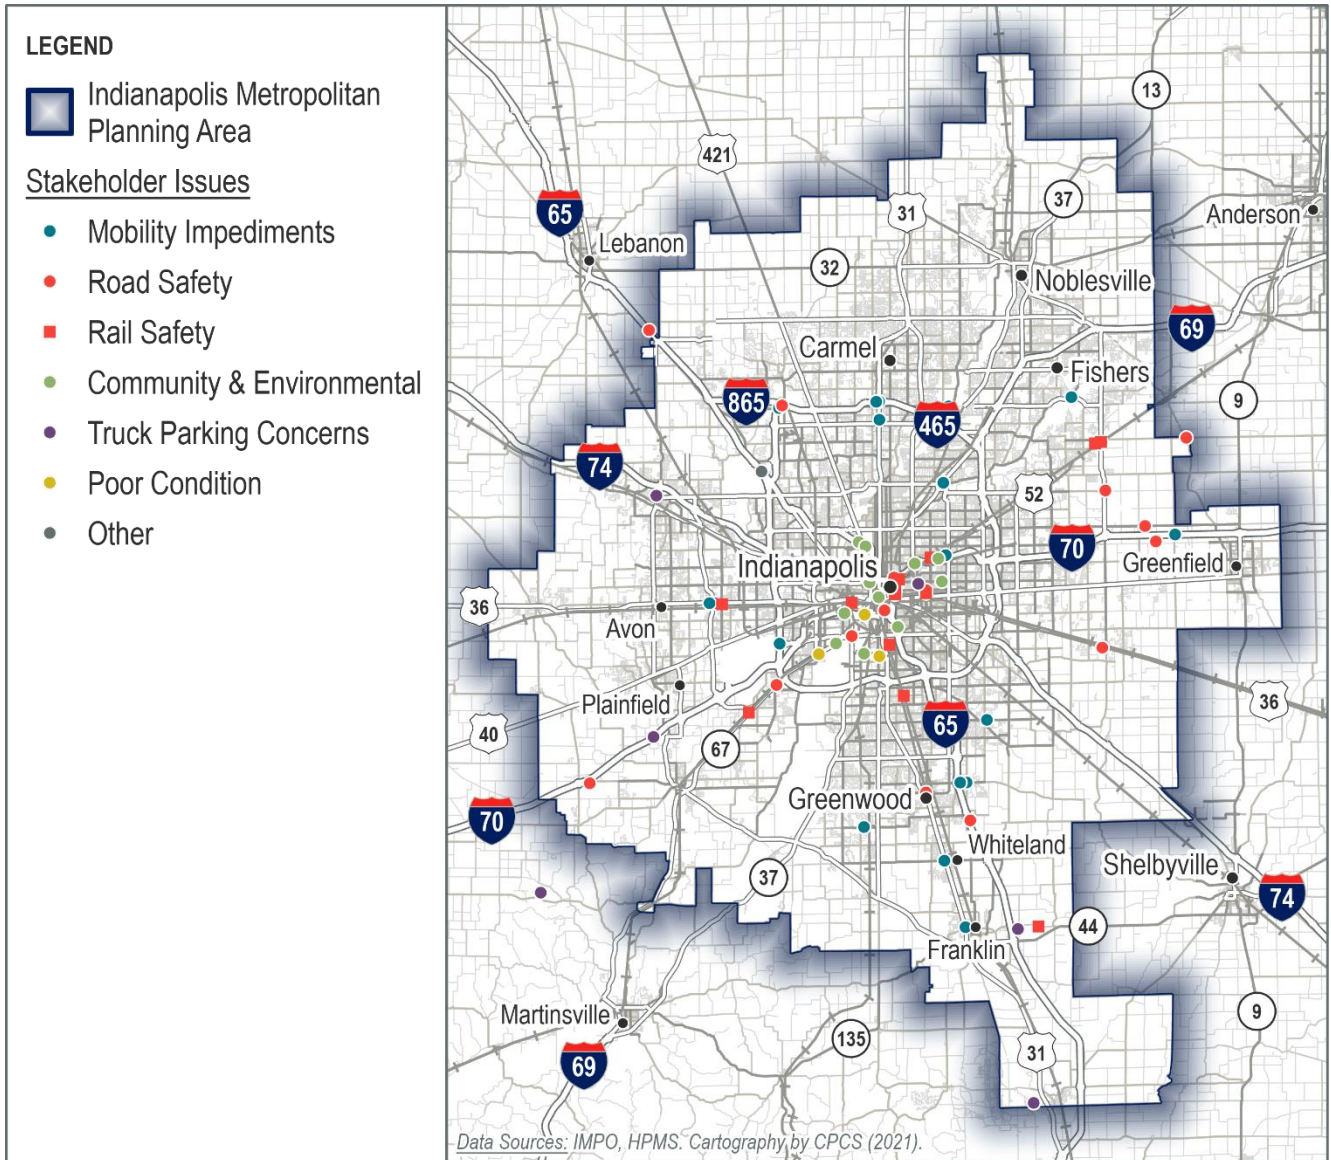 LEGEND
Indianapolis Metropolitan
Planning Area
Stakeholder Issues
Mobility Impediments
Road Safety
Rail Safety
Community & Environmental
Truck Parking Concerns
Poor Condition
Other
13
421
65
31
37
Anderson
Lebanon
32
Noblesville
69
Carmel
Fishers
865
9
465
74
52
70
Indianapolis
Greenfield
36
Avon
Plainfield
36
40
65
67
Greenwood
70
Whiteland
Shelbyville
37
74
44
Franklin
Martinsville
9
135
31
69
Data Sources: IMPO, HPMS. Cartography by CPCS (2021).